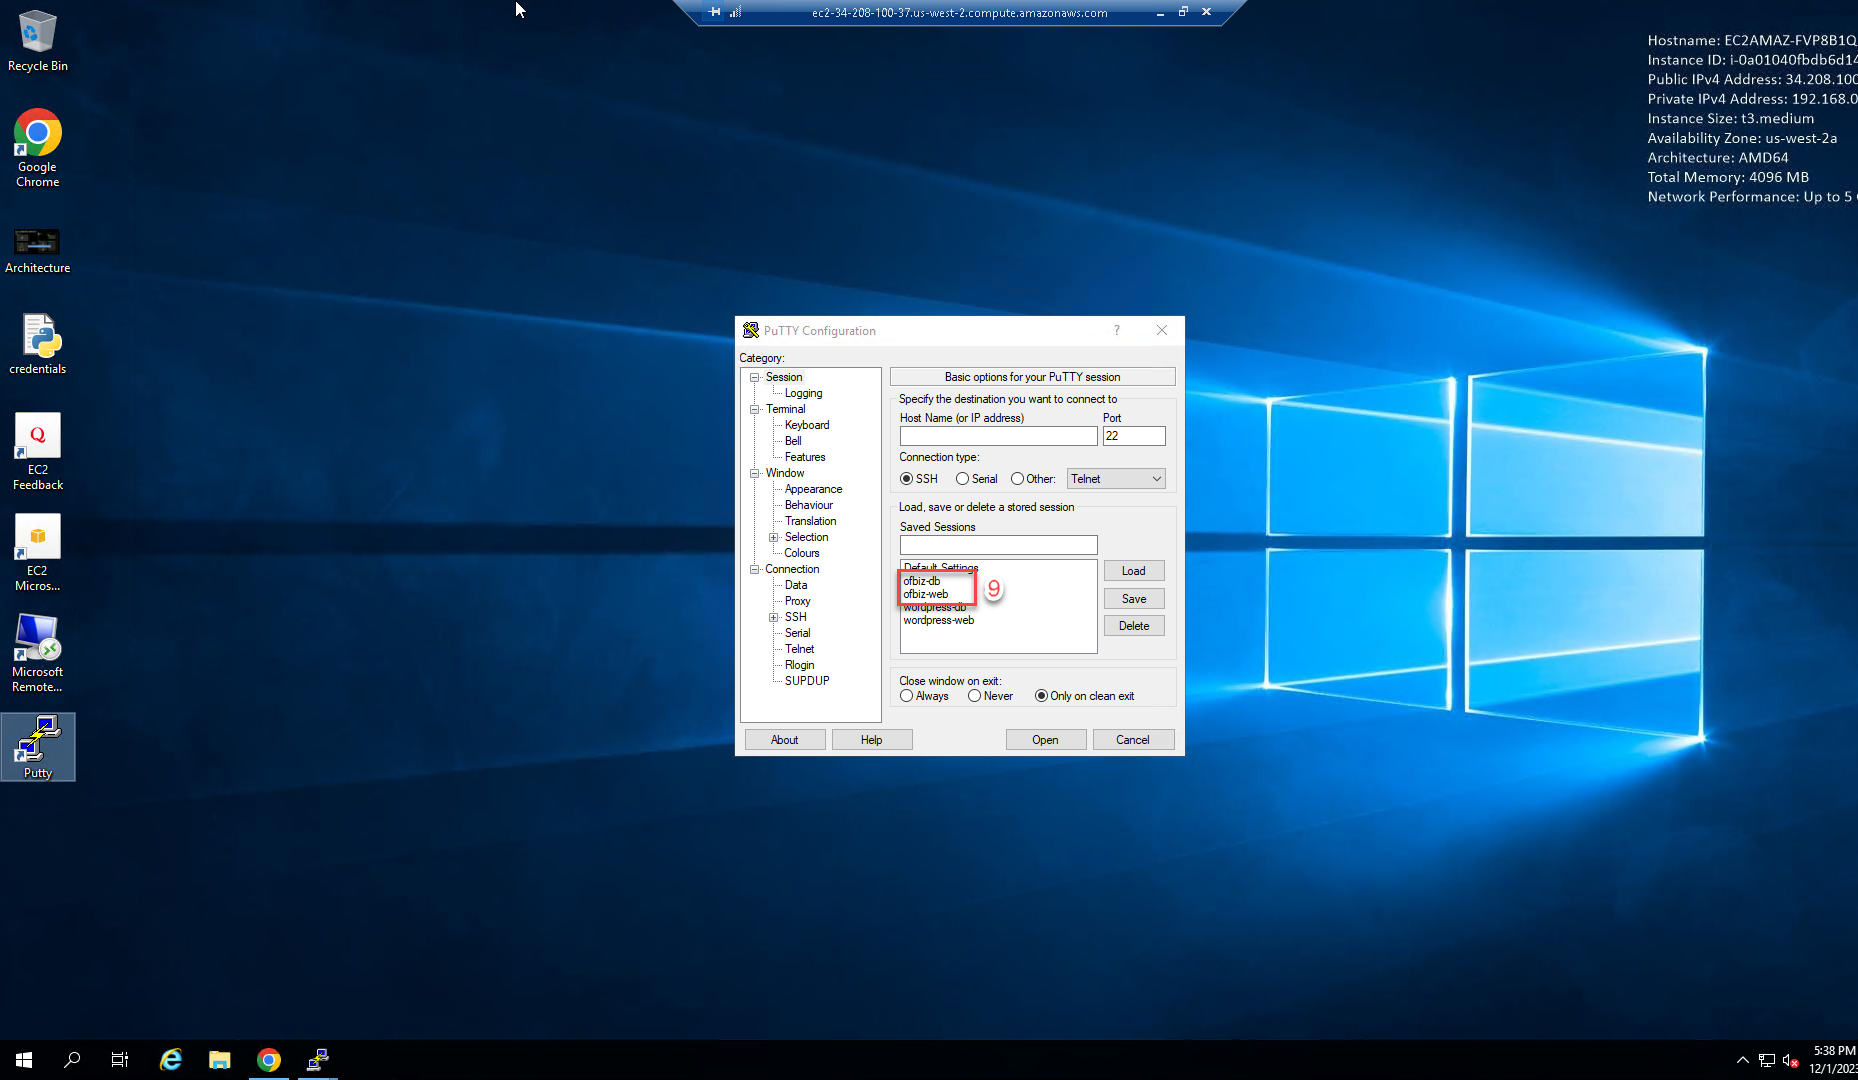 ec2-34-208-100-37.us-west-2.compute.amazonaws.com
Hostname: EC2AMAZ-FVP8B1Q
Instance ID: i-0a01040fbdb6d14
Public IPv4 Address: 34.208.100
Private IPv4 Address: 192.168.0
Instance Size: t3.medium
Availability Zone: us-west-2a
Architecture: AMD64
Total Memory: 4096 MB
Network Performance: Up to 5
Recycle Bin
Google
Chrome
Architecture
credentials
Q
EC2
Feedback
EC2
Micros...
Microsoft
Remote...
Putty
PuTTY Configuration
?
Category:
Session
Logging
Terminal
Keyboard
Bell
Features
Window
Appearance
Behaviour
Translation
Selection
Colours
Connection
Data
Proxy
SSH
Serial
Telnet
Rlogin
SUPDUP
Basic options for your PuTTY session
Specify the destination you want to connect to
Host Name (or IP address) Port
22
Connection type:
SSH Serial Other: Telnet
Load, save or delete a stored session
Saved Sessions
Default Settings
ofbiz-db
ofbiz-web
9
wordpress-db
wordpress-web
Load
Save
Delete
Close window on exit:
Always Never Only on clean exit
About Help Open Cancel
5:38 PM
12/1/2023